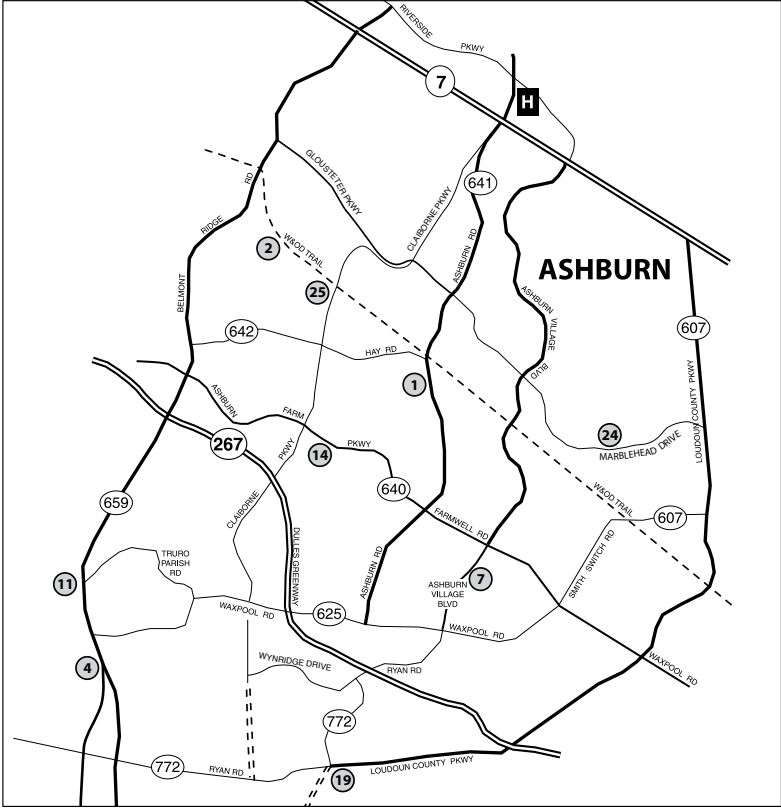 RIVERSIDE
PKWY
7
H
GLOUSTETER PKWY
CLAIBORNE PKWY
641
RD
RIDGE
BELMONT
2
W&OD TRAIL
25
ASHBURN RD
ASHBURN
ASHBURN
VILLAGE
BLVD
607
LOUDOUN COUNTY PKWY
642
HAY RD
1
ASHBURN
FARM
PKWY
267
14
PKWY
CLAIBORNE
24
MARBLEHEAD DRIVE
640
FARMWELL RD
W&OD TRAIL
607
659
DULLES GREENWAY
SMITH SWITCH RD
TRURO
PARISH
RD
11
ASHBURN RD
7
ASHBURN
VILLAGE
BLVD
WAXPOOL RD
625
WAXPOOL RD
WAXPOOL RD
WYNRIDGE DRIVE
RYAN RD
4
772
772
RYAN RD
19
LOUDOUN COUNTY PKWY